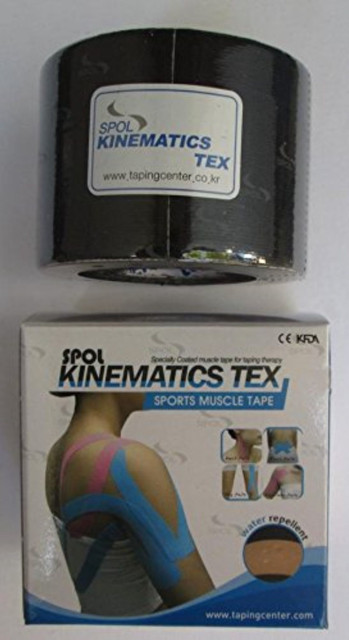 SPOL
KINEMATICS
TEX
www.tapingcenter.co.kr
CE KFDA
SPOL
Specially Coated muscle tape for taping therapy
KINEMATICS TEX
SPORTS MUSCLE TAPE
water repellent
www.tapingcenter.com